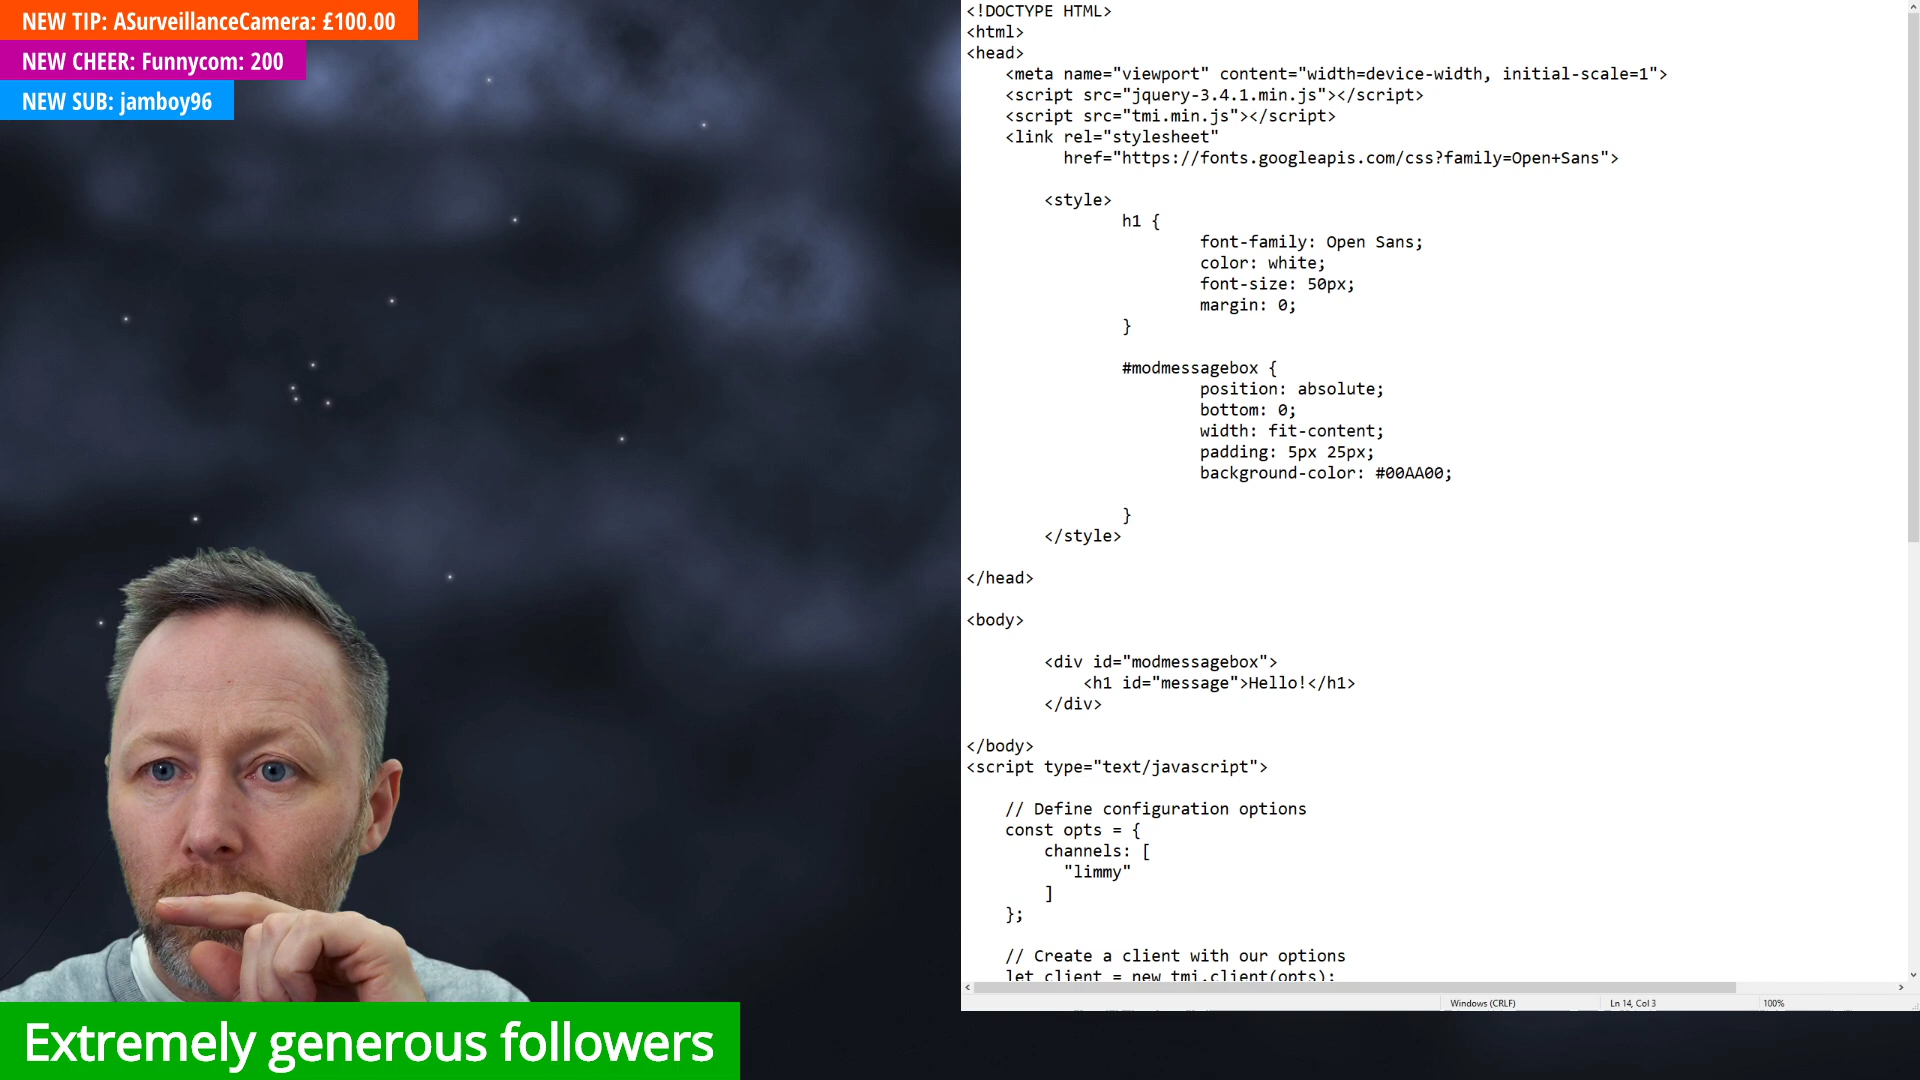 NEW TIP: ASurveillanceCamera: £100.00
NEW CHEER: Funnycom: 200
NEW SUB: jamboy96
<!DOCTYPE HTML>
<html>
<head>
<meta name="viewport" content="width=device-width, initial-scale=1">
<script src="jquery-3.4.1.min.js"></script>
<script src="tmi.min.js"></script>
<link rel="stylesheet"
href="https://fonts.googleapis.com/css?family=Open+Sans">
<style>
h1 {
font-family: Open Sans;
color: white;
font-size: 50px;
margin: 0;
}
#modmessagebox {
position: absolute;
bottom: 0;
width: fit-content;
padding: 5px 25px;
background-color: #00AA00;
}
</style>
</head>
<body>
<div id="modmessagebox">
<h1 id="message">Hello!</h1>
</div>
</body>
<script type="text/javascript">
// Define configuration options
const opts = {
channels: [
"limmy"
]
};
// Create a client with our options
let client = new tmi.client(opts);
Windows (CRLF)
Ln 14, Col 3
100%
Extremely generous followers